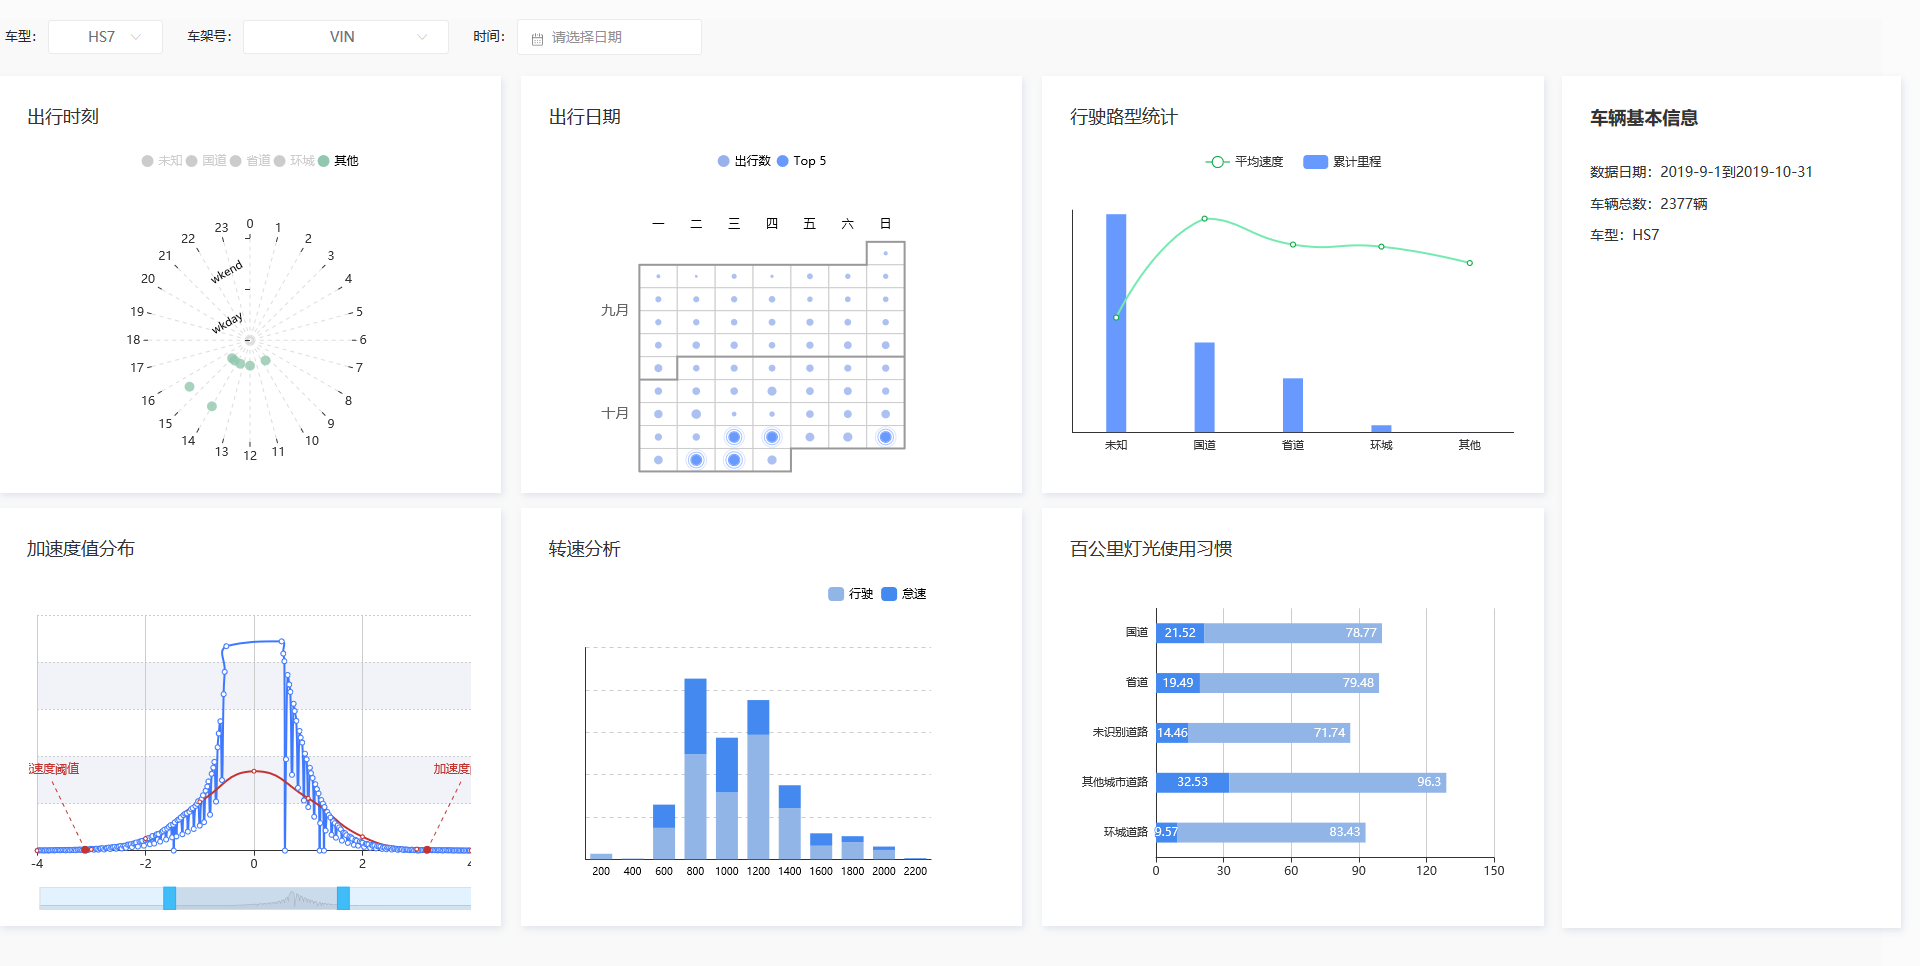 车型： HS7 车架号： VIN 时间： 请选择日期
出行时刻
未知 国道 省道 环城 其他
0
1
2
3
4
5
6
7
8
9
10
11
12
13
14
15
16
17
18
19
20
21
22
23
wkend
wkday
出行日期
出行数 Top 5
一 二 三 四 五 六 日
九月
十月
行驶路型统计
平均速度 累计里程
未知 国道 省道 环城 其他
车辆基本信息
数据日期：2019-9-1到2019-10-31
车辆总数：2377辆
车型：HS7
加速度值分布
速度阈值 加速度
-4 -2 0 2 4
转速分析
行驶 怠速
200 400 600 800 1000 1200 1400 1600 1800 2000 2200
百公里灯光使用习惯
国道 21.52 78.77
省道 19.49 79.48
未识别道路 14.46 71.74
其他城市道路 32.53 96.3
环城道路 9.57 83.43
0 30 60 90 120 150